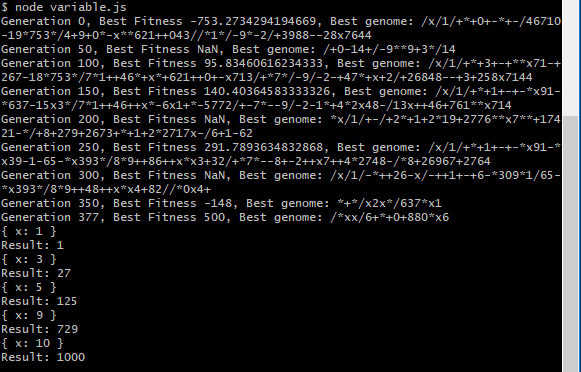 $ node variable.js
Generation 0, Best Fitness -753.2734294194669, Best genome: /x/1/+*+0+-*+-/46710
-19*753*/4+9+0*-x**621++043//*1*/-9*-2/+3988--28x7644
Generation 50, Best Fitness NaN, Best genome: /+0-14+/-9**9+3*/14
Generation 100, Best Fitness 95.83460616234333, Best genome: /x/1/+*+3+-+**x71-+
267-18*753*/7*1++46*+x*+621++0+-x713/+*7*/-9/-2-+47*+x+2/+26848--+3+258x7144
Generation 150, Best Fitness 140.40364583333326, Best genome: /x/1/+*+1+-+-*x91-
*637-15x3*/7*1++46++x*-6x1+*-5772/+-7*--9/-2-1*+4*2x48-/13x++46+761**x714
Generation 200, Best Fitness NaN, Best genome: *x/1/+-/+2*+1+2*19+2776**x7**+174
21-*/+8+279+2673+*+1+2*2717x-/6+1-62
Generation 250, Best Fitness 291.7893634832868, Best genome: /x/1/+*+1+-+-*x91-*
x39-1-65-*x393*/8*9++86++x*x3+32/+*7*--8+-2++x7++4*2748-/*8+26967+2764
Generation 300, Best Fitness NaN, Best genome: /x/1/-*++26-x/-++1+-+6-*309*1/65-
*x393*/8*9++48++x*x4+82//*0x4+
Generation 350, Best Fitness -148, Best genome: *+*/x2x*/637*x1
Generation 377, Best Fitness 500, Best genome: /*xx/6+*+0+880*x6
{ x: 1 }
Result: 1
{ x: 3 }
Result: 27
{ x: 5 }
Result: 125
{ x: 9 }
Result: 729
{ x: 10 }
Result: 1000